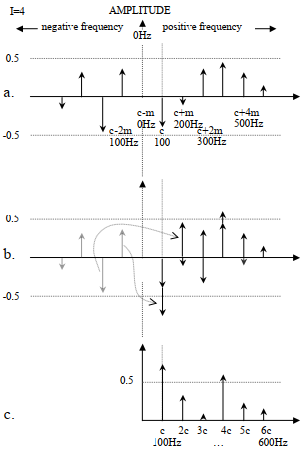 I=4
AMPLITUDE
negative frequency
positive frequency
0Hz
0.5
a.
c-m
0Hz
c+m
200Hz
c+4m
500Hz
-0.5
c-2m
100Hz
c
100
c+2m
300Hz
0.5
b.
-0.5
0.5
c.
c
2c
3c
4c
5c
6c
100Hz
...
600Hz